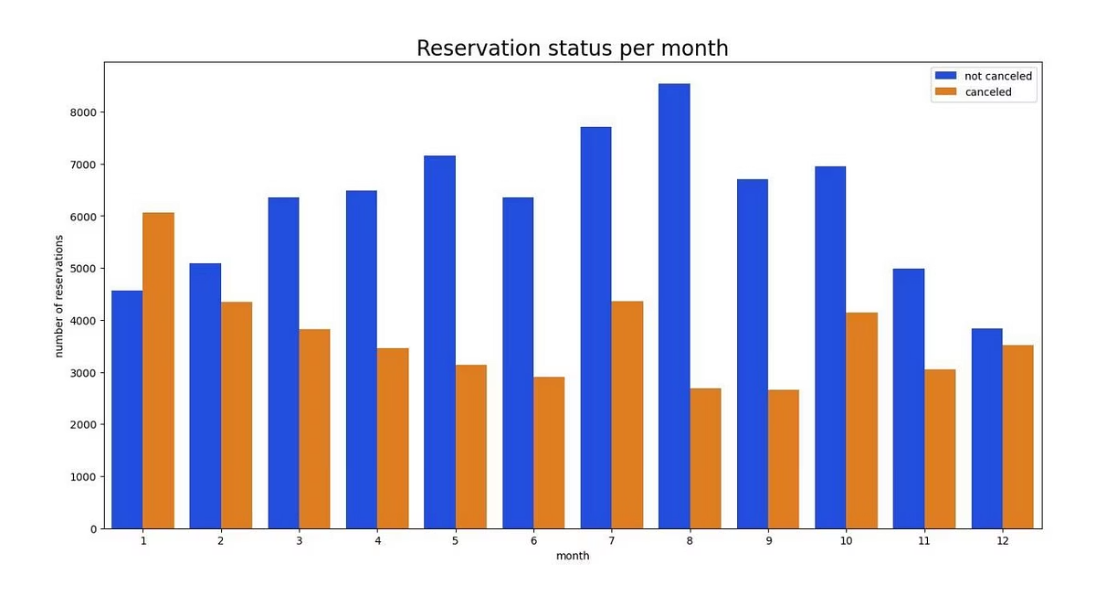 Reservation status per month
not canceled
canceled
number of reservations
8000
7000
6000
5000
4000
3000
2000
1000
0
1 2 3 4 5 6 7 8 9 10 11 12
month